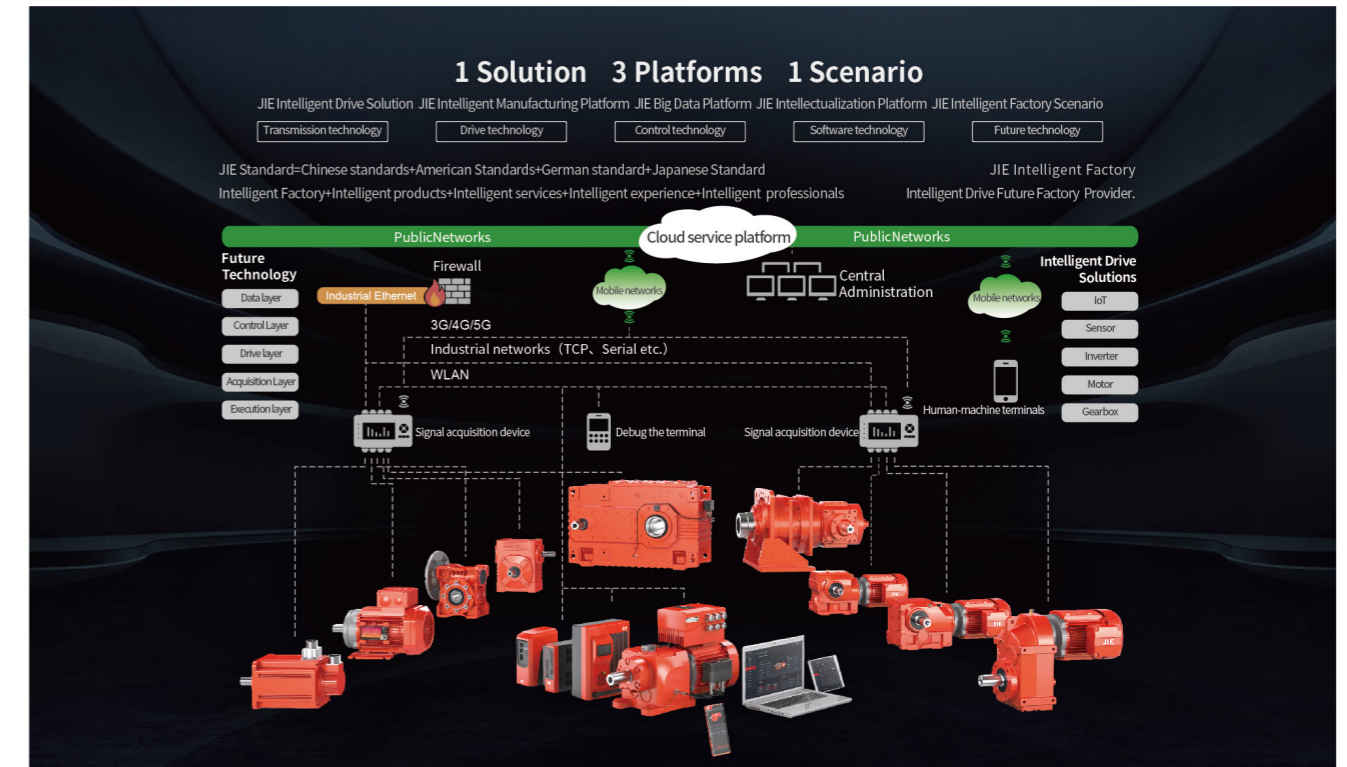 1 Solution 3 Platforms 1 Scenario
JIE Intelligent Drive Solution JIE Intelligent Manufacturing Platform JIE Big Data Platform JIE Intellectualization Platform JIE Intelligent Factory Scenario
Transmission technology Drive technology Control technology Software technology Future technology
JIE Standard=Chinese standards+American Standards+German standard+Japanese Standard
JIE Intelligent Factory
Intelligent Factory+Intelligent products+Intelligent services+Intelligent experience+Intelligent professionals
Intelligent Drive Future Factory Provider.
PublicNetworks
Cloud service platform
PublicNetworks
Future
Technology
Data layer
Control Layer
Drive layer
Acquisition Layer
Execution layer
Industrial Ethernet
Firewall
Mobile networks
Central
Administration
Mobile networks
Intelligent Drive
Solutions
IoT
Sensor
Inverter
Motor
Gearbox
3G/4G/5G
Industrial networks（TCP、Serial etc.）
WLAN
Human-machine terminals
Signal acquisition device
Debug the terminal
Signal acquisition device
JIE